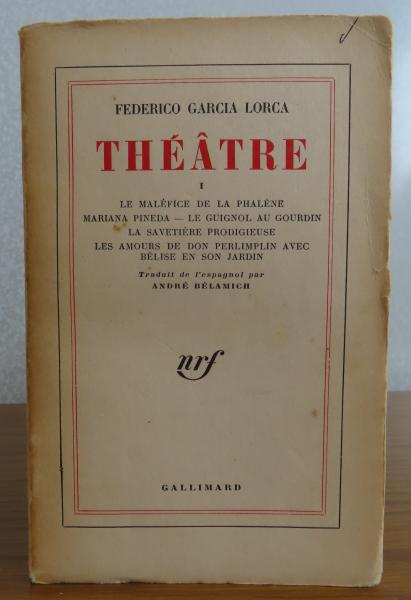 FEDERICO GARCIA LORCA
THÉÂTRE
I
LE MALÉFICE DE LA PHALÈNE
MARIANA PINEDA — LE GUIGNOL AU GOURDIN
LA SAVETIÈRE PRODIGIEUSE
LES AMOURS DE DON PERLIMPLIN AVEC
BÉLISE EN SON JARDIN
Traduit de l'espagnol par
ANDRÉ BÉLAMICH
nrf
GALLIMARD